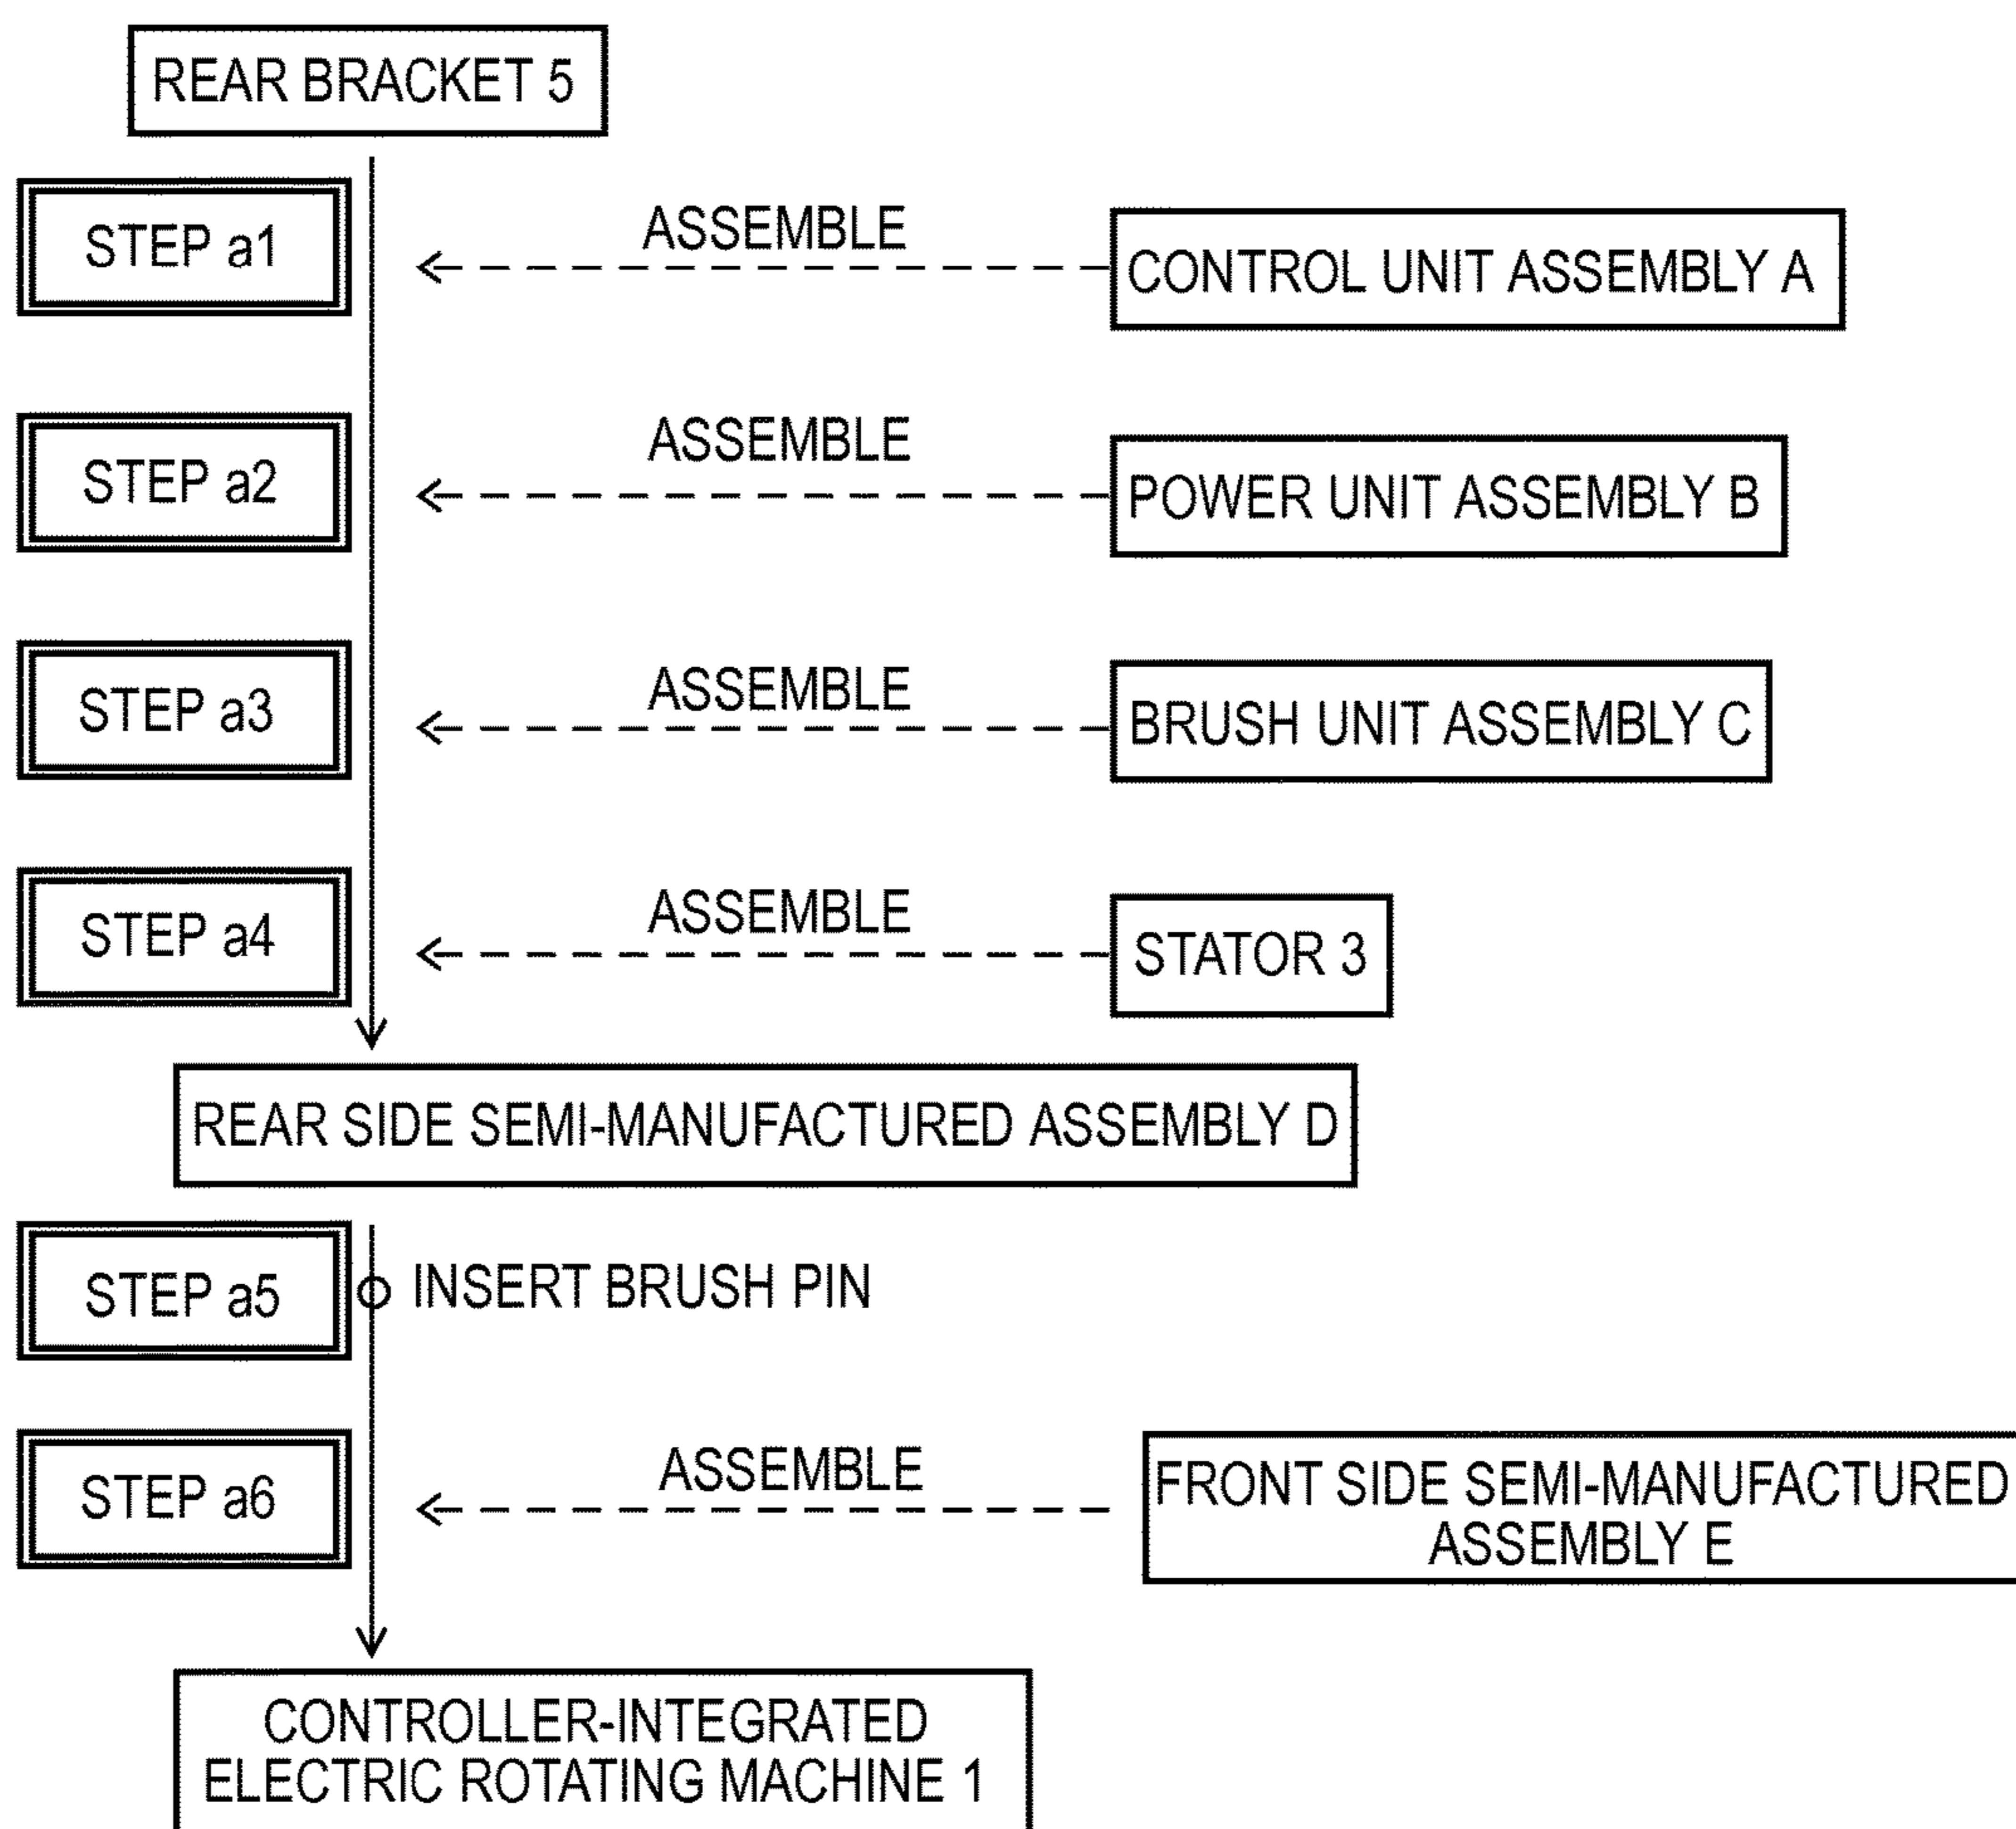 REAR BRACKET 5
STEP a1
ASSEMBLE
CONTROL UNIT ASSEMBLY A
STEP a2
ASSEMBLE
POWER UNIT ASSEMBLY B
STEP a3
ASSEMBLE
BRUSH UNIT ASSEMBLY C
STEP a4
ASSEMBLE
STATOR 3
REAR SIDE SEMI-MANUFACTURED ASSEMBLY D
STEP a5
INSERT BRUSH PIN
STEP a6
ASSEMBLE
FRONT SIDE SEMI-MANUFACTURED
ASSEMBLY E
CONTROLLER-INTEGRATED
ELECTRIC ROTATING MACHINE 1